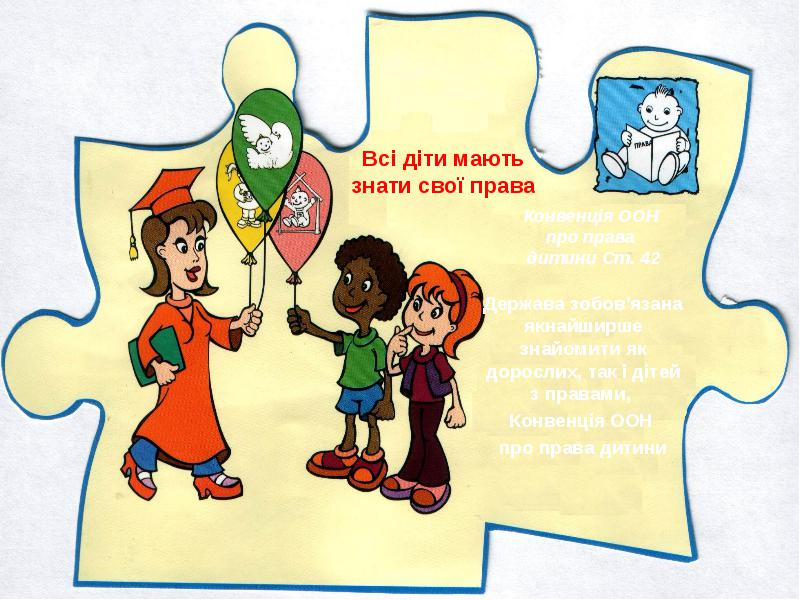 Всі діти мають
знати свої права
ПРАВА
Конвенція ООН
про права
дитини Ст. 42
Держава зобов'язана
якнайширше
знайомити як
дорослих, так і дітей
з правами,
Конвенція ООН
про права дитини